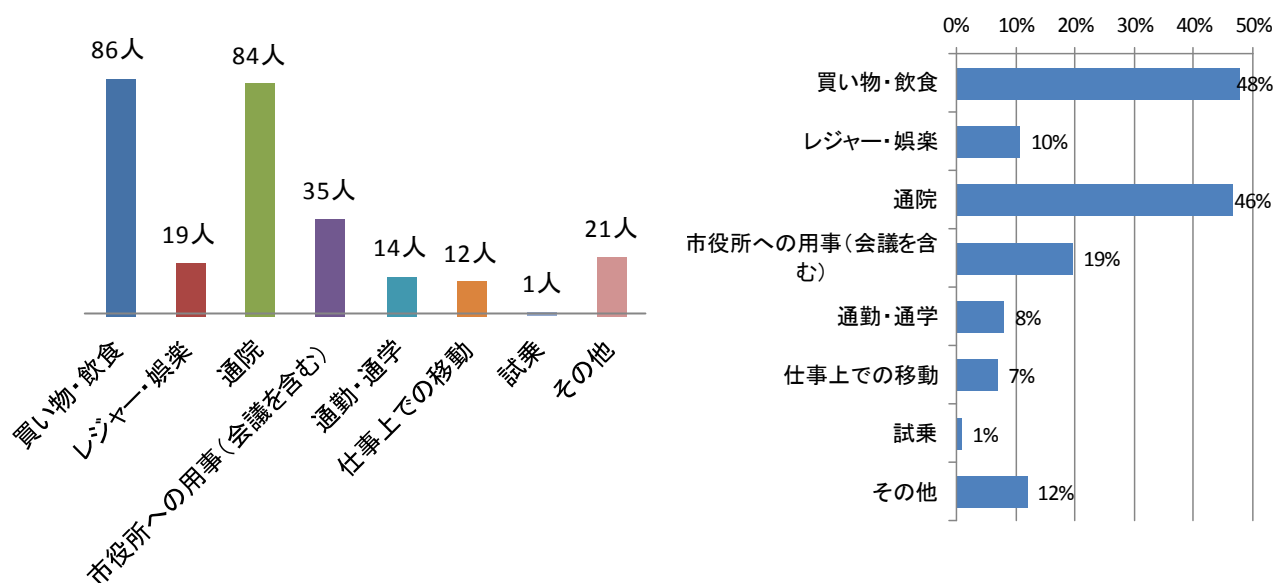 86人
19人
84人
35人
14人
12人
1人
21人
買い物・飲食
レジャー・娯楽
通院
市役所への用事(会議を含む)
通勤・通学
仕事上での移動
試乗
その他
0% 10% 20% 30% 40% 50%
買い物・飲食 48%
レジャー・娯楽 10%
通院 46%
市役所への用事(会議を含
む) 19%
通勤・通学 8%
仕事上での移動 7%
試乗 1%
その他 12%